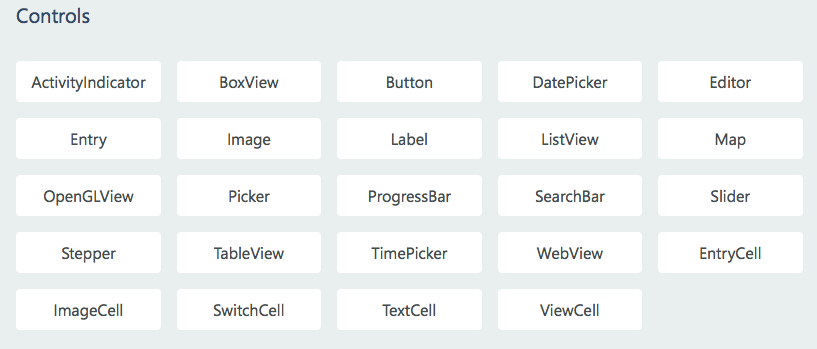 Controls
ActivityIndicator BoxView Button DatePicker Editor
Entry Image Label ListView Map
OpenGLView Picker ProgressBar SearchBar Slider
Stepper TableView TimePicker WebView EntryCell
ImageCell SwitchCell TextCell ViewCell